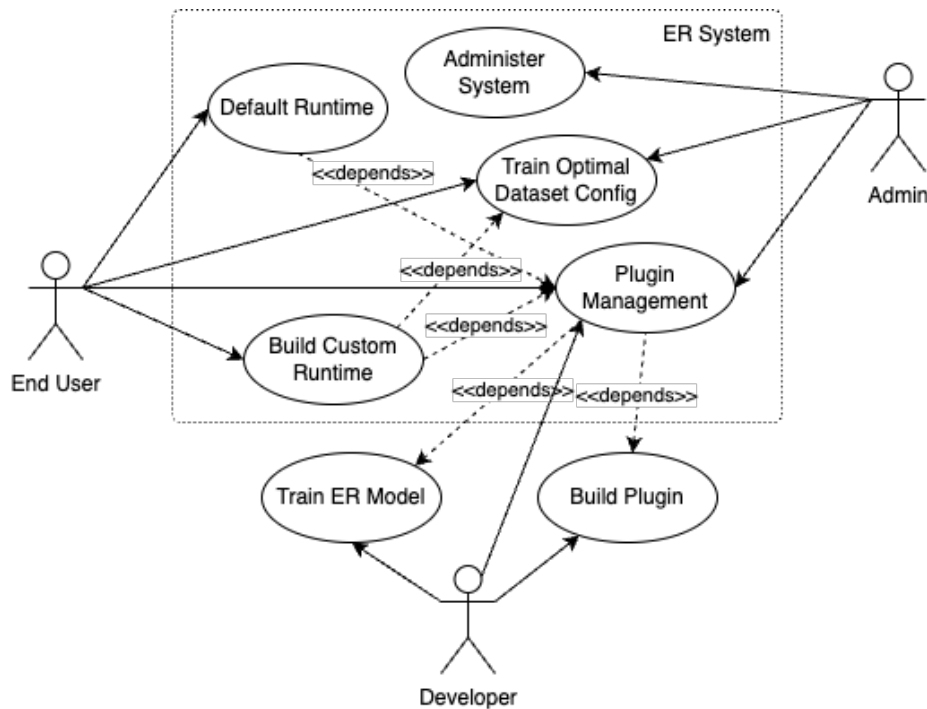 ER System
Administer
System
Default Runtime
<<depends>>
Train Optimal
Dataset Config
Admin
<<depends>>
Plugin
Management
<<depends>>
Build Custom
Runtime
End User
<<depends>>
<<depends>>
Train ER Model
Build Plugin
Developer